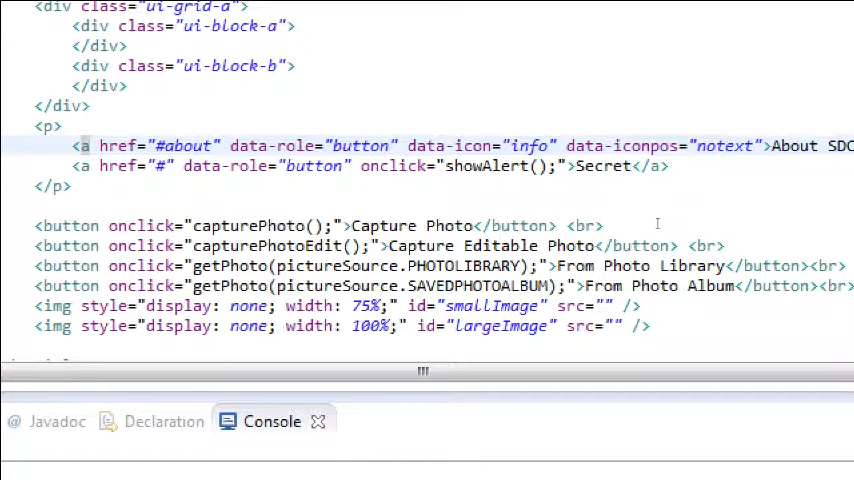 <div class="ui-grid-a">
<div class="ui-block-a">
</div>
<div class="ui-block-b">
</div>
</div>
<p>
<a href="#about" data-role="button" data-icon="info" data-iconpos="notext">About SDC
<a href="#" data-role="button" onclick="showAlert();">Secret</a>
</p>
<button onclick="capturePhoto();">Capture Photo</button> <br>
<button onclick="capturePhotoEdit();">Capture Editable Photo</button> <br>
<button onclick="getPhoto(pictureSource.PHOTOLIBRARY);">From Photo Library</button><br>
<button onclick="getPhoto(pictureSource.SAVEDPHOTOALBUM);">From Photo Album</button><br>
<img style="display: none; width: 75%;" id="smallImage" src="" />
<img style="display: none; width: 100%;" id="largeImage" src="" />
@ Javadoc Declaration Console